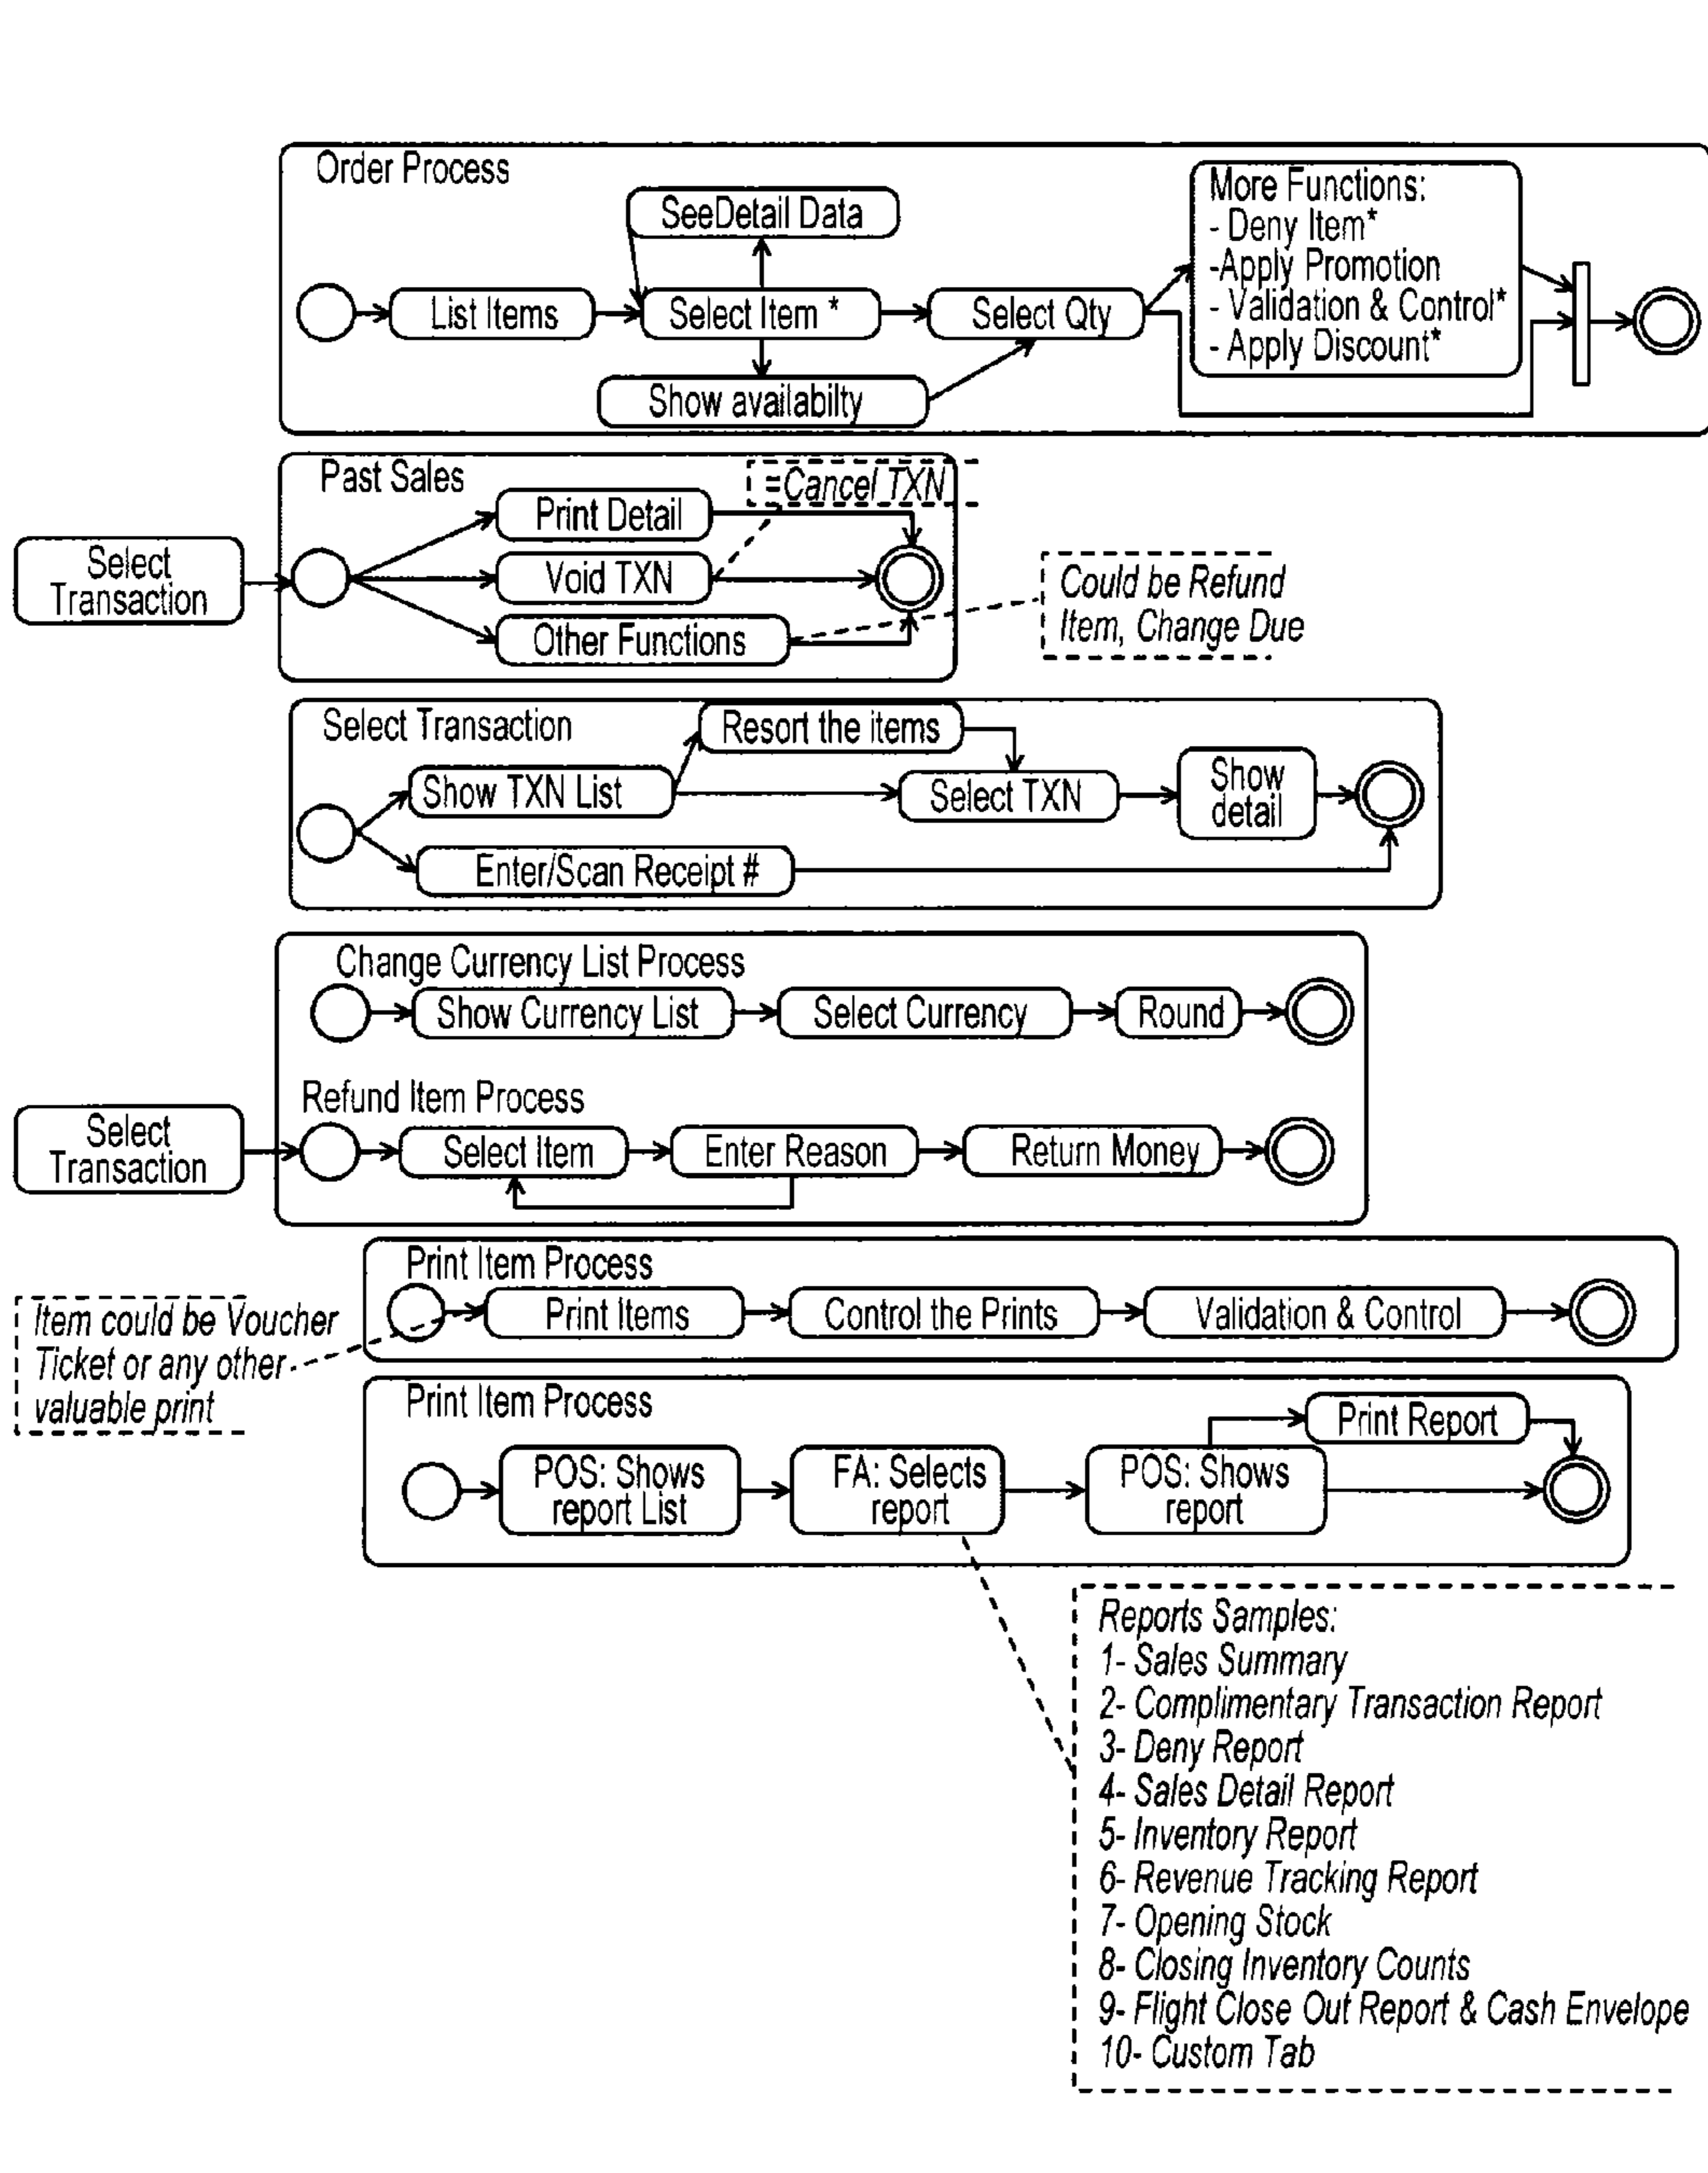 Order Process
SeeDetail Data
List Items
Select Item *
Select Qty
Show availabilty
More Functions:
- Deny Item*
-Apply Promotion
- Validation & Control*
- Apply Discount*
Select
Transaction
Past Sales
=Cancel TXN
Print Detail
Void TXN
Other Functions
Could be Refund
Item, Change Due
Select Transaction
Resort the items
Show TXN List
Select TXN
Show
detail
Enter/Scan Receipt #
Change Currency List Process
Show Currency List
Select Currency
Round
Select
Transaction
Refund Item Process
Select Item
Enter Reason
Return Money
Print Item Process
Print Items
Control the Prints
Validation & Control
Item could be Voucher
Ticket or any other
valuable print
Print Item Process
POS: Shows
report List
FA: Selects
report
POS: Shows
report
Print Report
Reports Samples:
1- Sales Summary
2- Complimentary Transaction Report
3- Deny Report
4- Sales Detail Report
5- Inventory Report
6- Revenue Tracking Report
7- Opening Stock
8- Closing Inventory Counts
9- Flight Close Out Report & Cash Envelope
10- Custom Tab